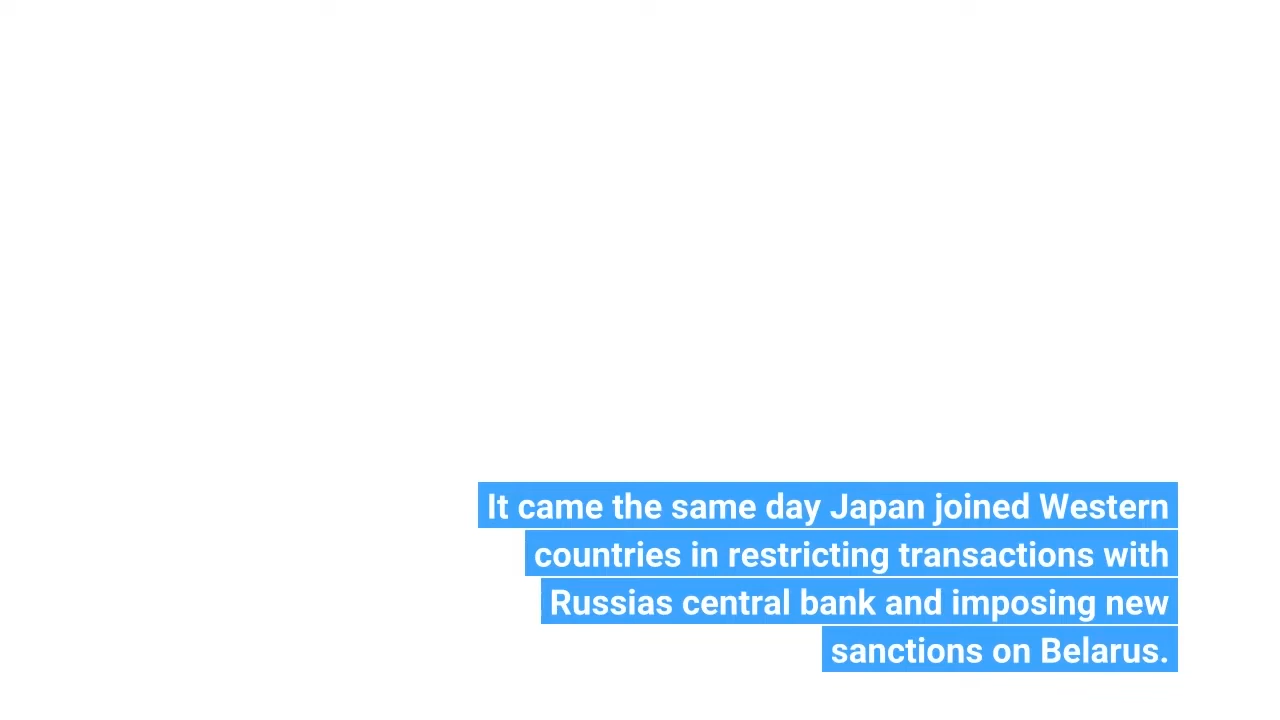 It came the same day Japan joined Western
countries in restricting transactions with
Russias central bank and imposing new
sanctions on Belarus.